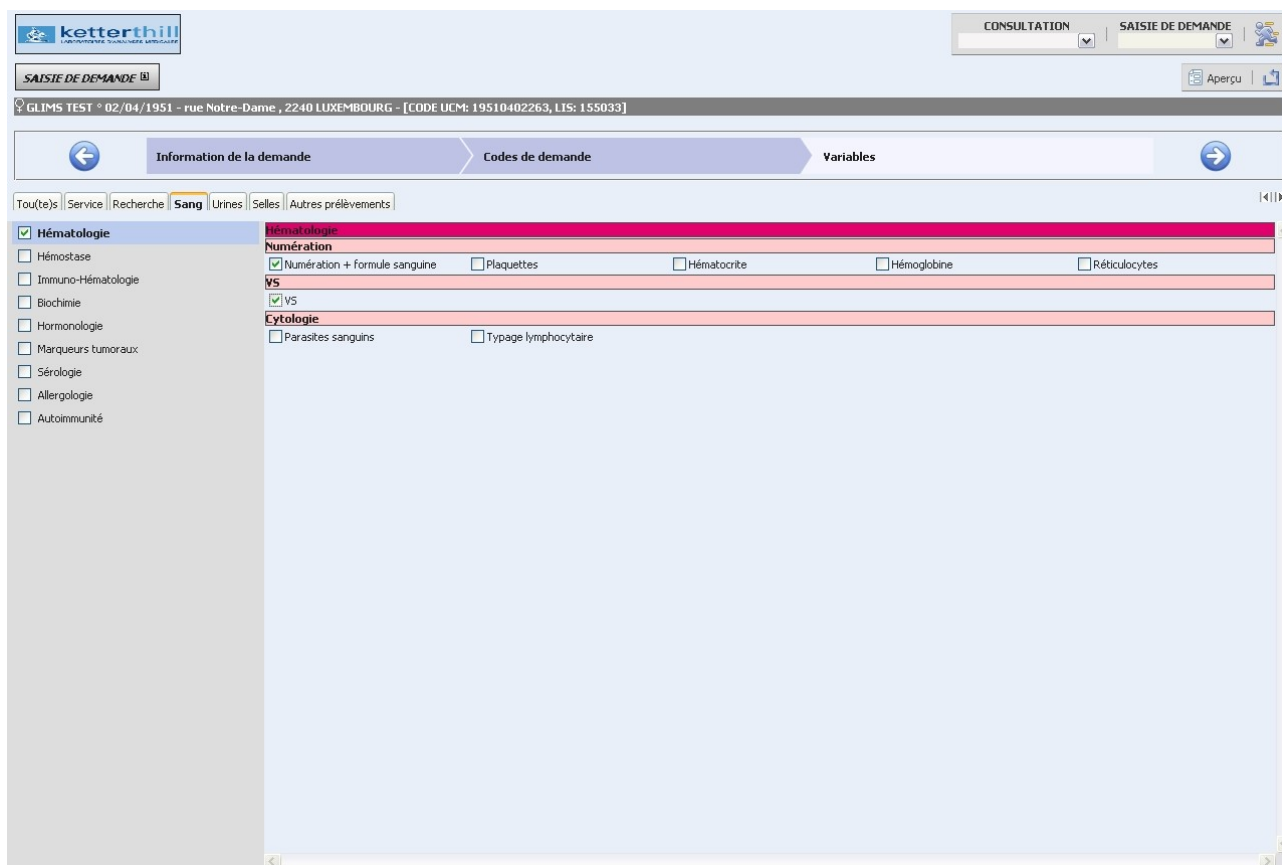 ketterthill
LABORATOIRES D'ANALYSES MEDICALES
CONSULTATION
SAISIE DE DEMANDE
SAISIE DE DEMANDE
Aperçu
GLIMS TEST ° 02/04/1951 - rue Notre-Dame , 2240 LUXEMBOURG - [CODE UCM: 19510402263, LIS: 155033]
Information de la demande
Codes de demande
Variables
Tou(te)s Service Recherche Sang Urines Selles Autres prélèvements
Hématologie
Hémostase
Immuno-Hématologie
Biochimie
Hormonologie
Marqueurs tumoraux
Sérologie
Allergologie
Autoimmunité
Hématologie
Numération
Numération + formule sanguine Plaquettes Hématocrite Hémoglobine Réticulocytes
VS
VS
Cytologie
Parasites sanguins Typage lymphocytaire